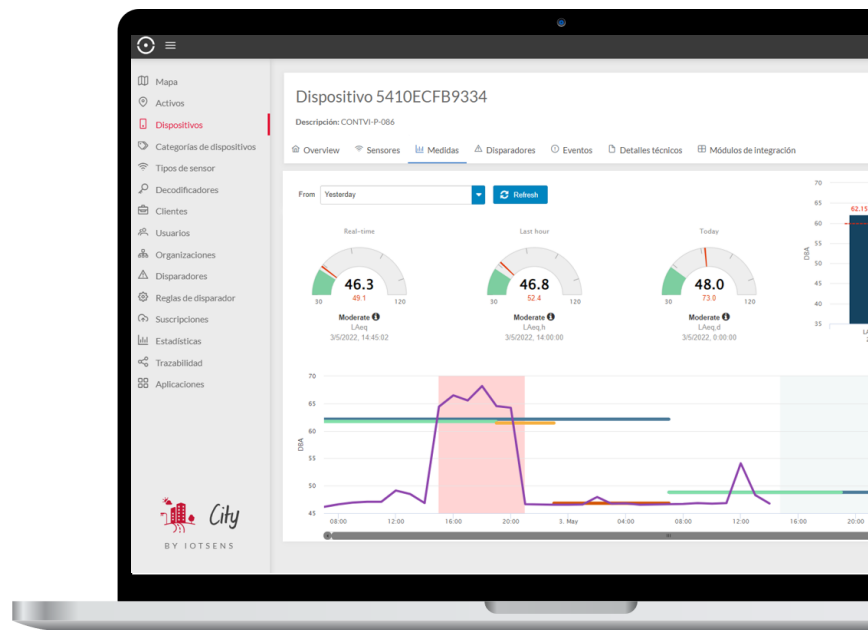 Mapa
Activos
Dispositivos
Categorías de dispositivos
Tipos de sensor
Decodificadores
Clientes
Usuarios
Organizaciones
Disparadores
Reglas de disparador
Suscripciones
Estadísticas
Trazabilidad
Aplicaciones
City
BY IOTSENS
Dispositivo 5410ECFB9334
Descripción: CONTVI-P-086
Overview Sensores Medidas Disparadores Eventos Detalles técnicos Módulos de integración
From Yesterday Refresh
Real-time
46.3
49.1
30 120
Moderate
LAeq
3/5/2022, 14:45:02
Last hour
46.8
52.4
30 120
Moderate
LAeq,h
3/5/2022, 14:00:00
Today
48.0
73.0
30 120
Moderate
LAeq,d
3/5/2022, 0:00:00
70
65
60
55
50
45
40
35
DBA
62.15
70
65
60
55
50
45
DBA
08:00 12:00 16:00 20:00 3. May 04:00 08:00 12:00 16:00 20:00